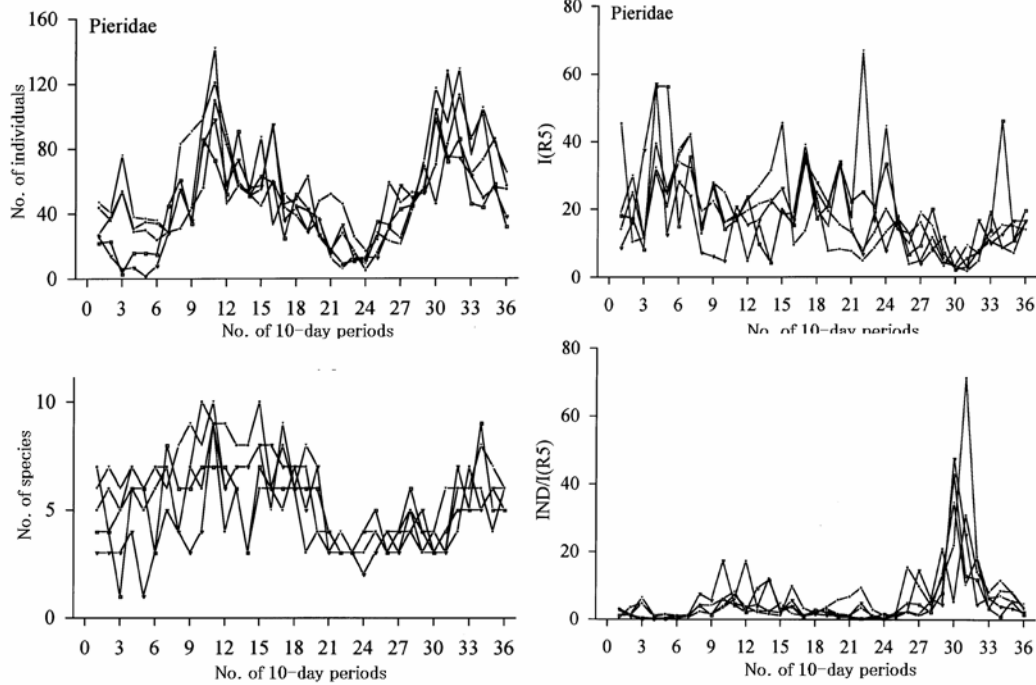 Pieridae
No. of individuals
160
120
80
40
0
0 3 6 9 12 15 18 21 24 27 30 33 36
No. of 10-day periods
Pieridae
I(R5)
80
60
40
20
0
0 3 6 9 12 15 18 21 24 27 30 33 36
No. of 10-day periods
No. of species
10
5
0
0 3 6 9 12 15 18 21 24 27 30 33 36
No. of 10-day periods
IND/I(R5)
80
60
40
20
0
0 3 6 9 12 15 18 21 24 27 30 33 36
No. of 10-day periods